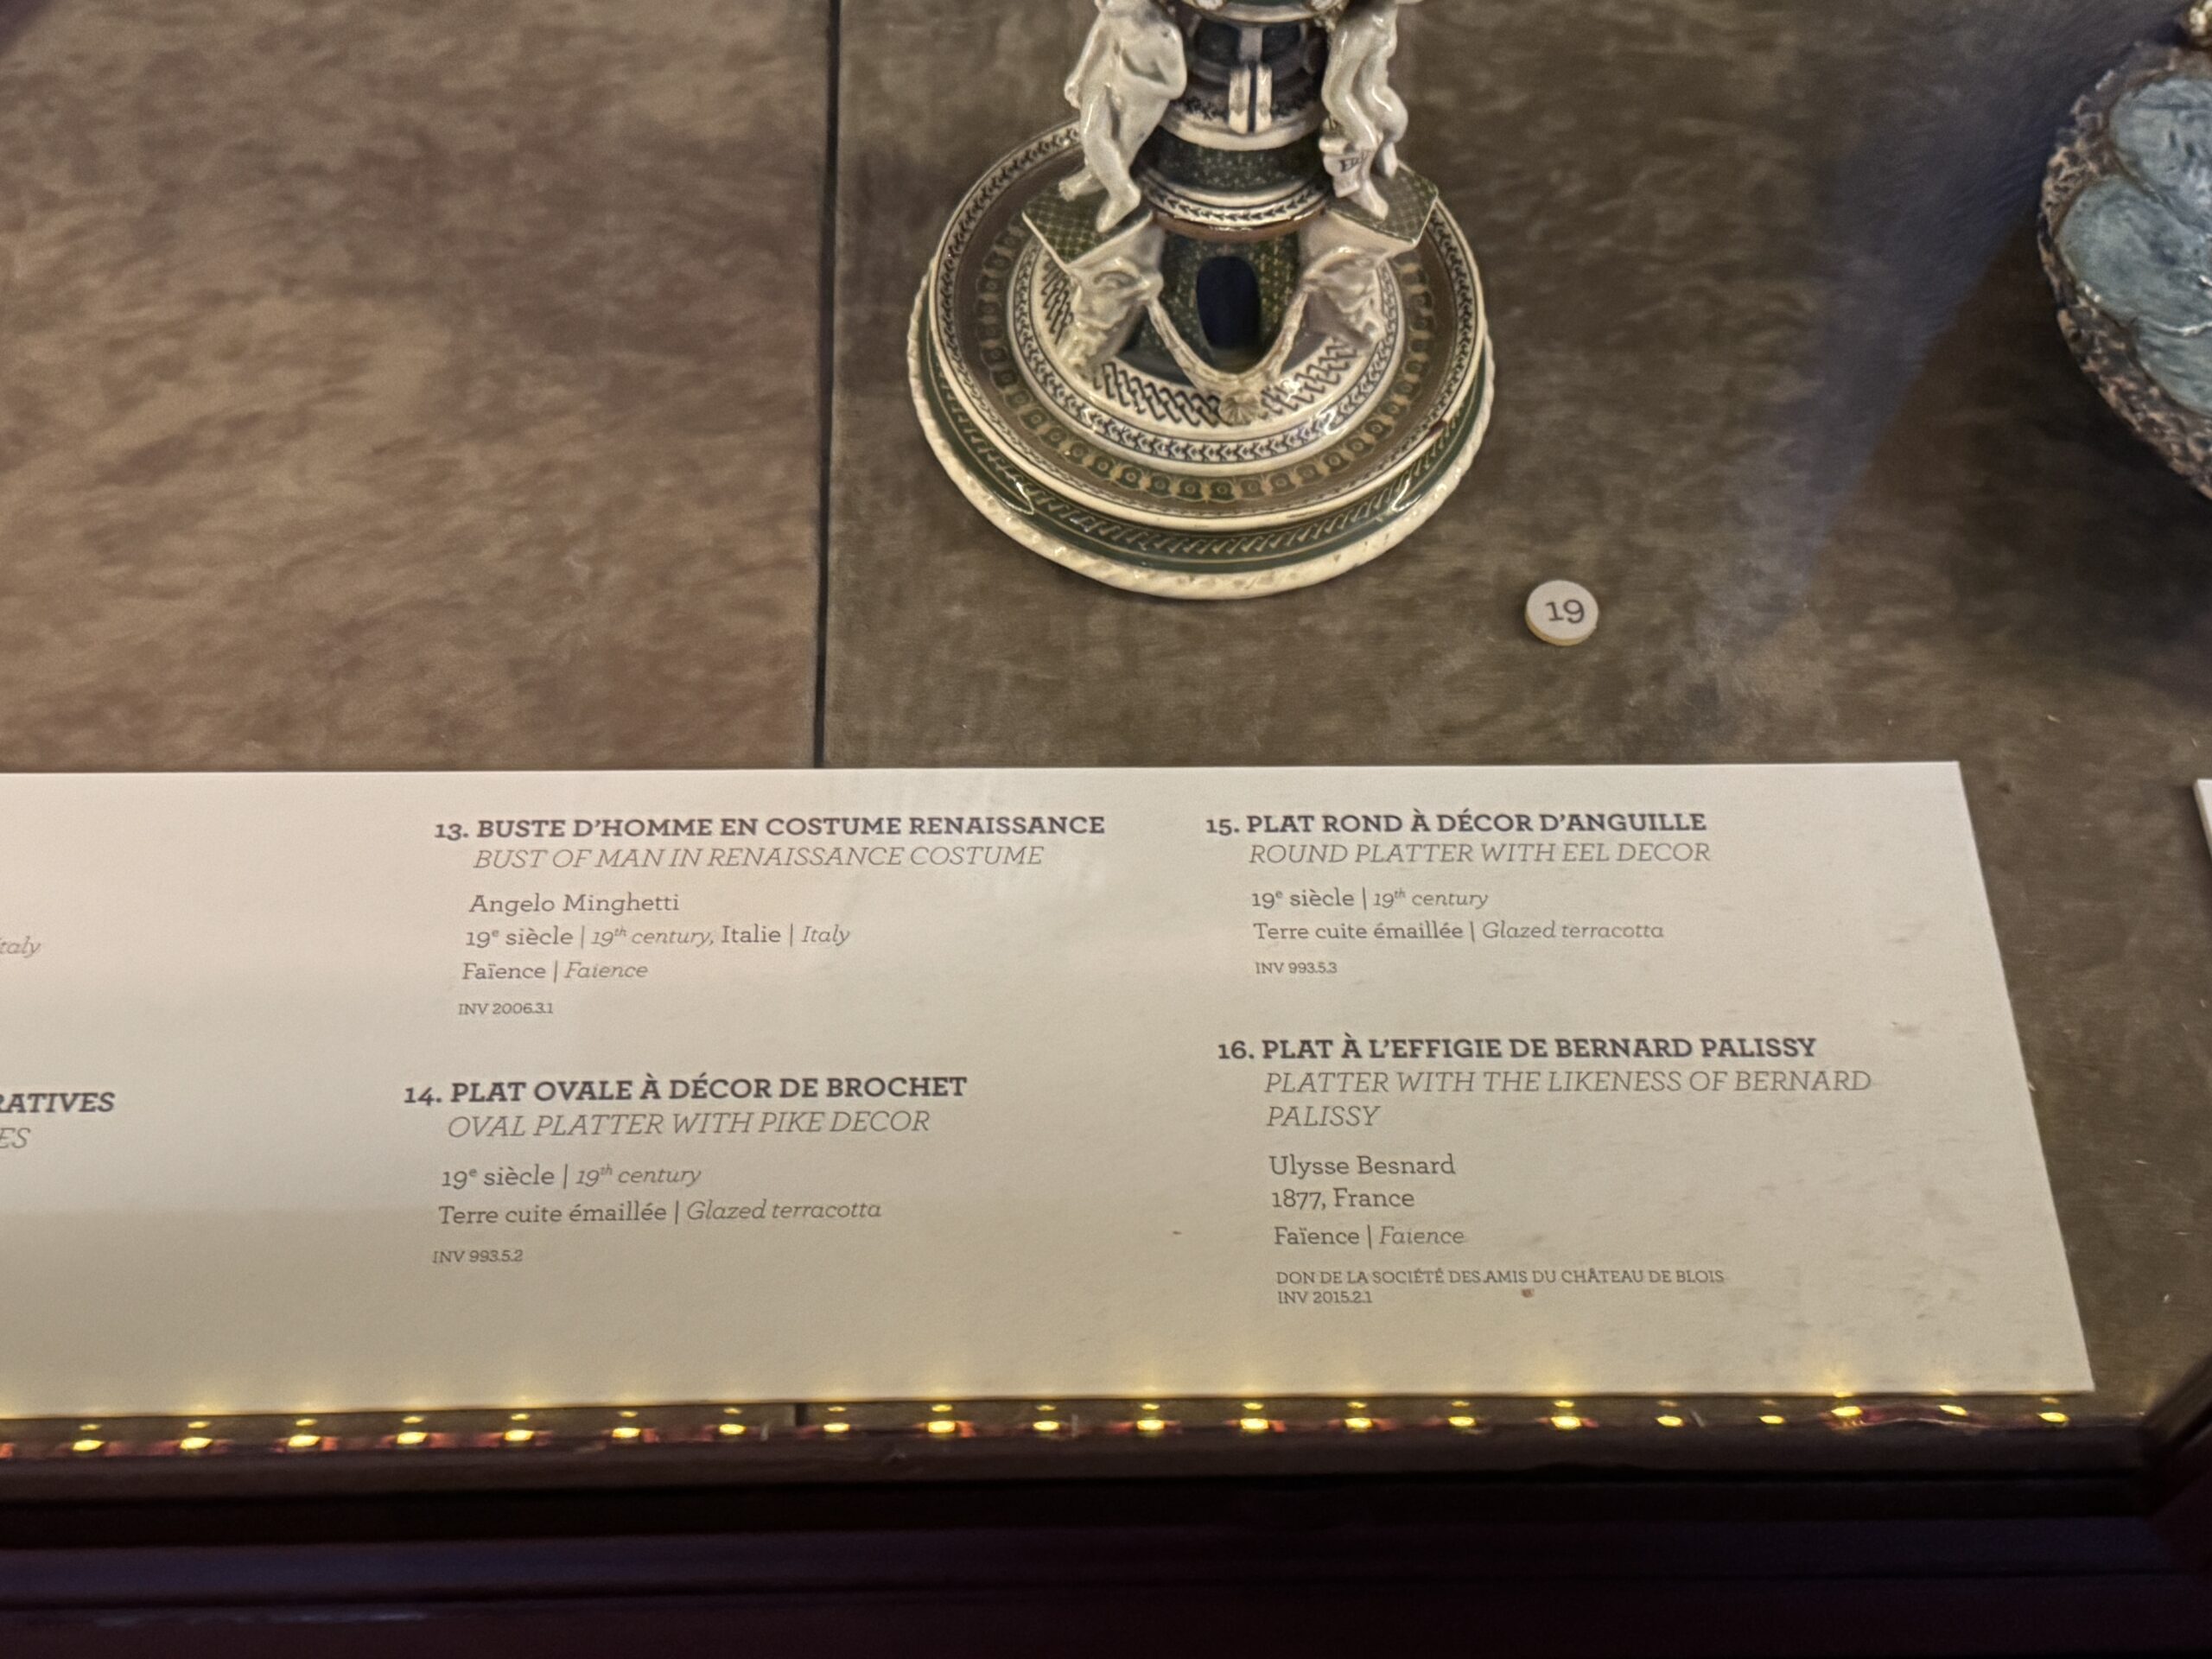 19
taly
RATIVES
ES
13. BUSTE D'HOMME EN COSTUME RENAISSANCE
BUST OF MAN IN RENAISSANCE COSTUME
Angelo Minghetti
19e siècle | 19th century, Italie | Italy
Faïence | Faience
INV 2006.3.1
14. PLAT OVALE À DÉCOR DE BROCHET
OVAL PLATTER WITH PIKE DECOR
19e siècle | 19th century
Terre cuite émaillée | Glazed terracotta
INV 993.5.2
15. PLAT ROND À DÉCOR D'ANGUILLE
ROUND PLATTER WITH EEL DECOR
19e siècle | 19th century
Terre cuite émaillée | Glazed terracotta
INV 993.5.3
16. PLAT À L'EFFIGIE DE BERNARD PALISSY
PLATTER WITH THE LIKENESS OF BERNARD
PALISSY
Ulysse Besnard
1877, France
Faïence | Faience
DON DE LA SOCIÉTÉ DES AMIS DU CHÂTEAU DE BLOIS
INV 2015.2.1